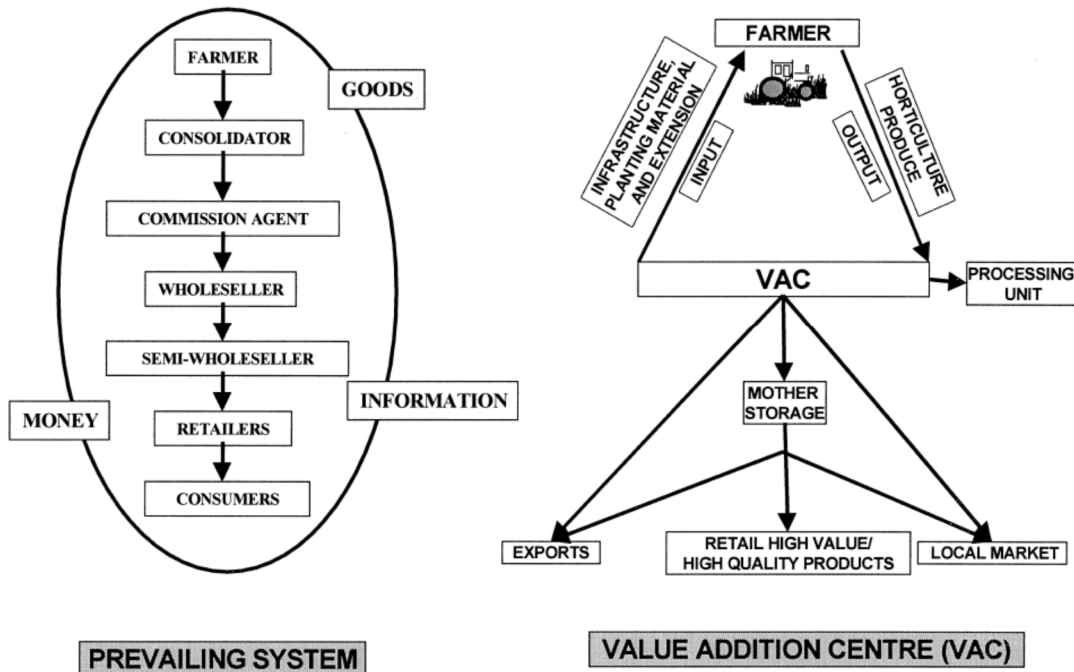 FARMER
GOODS
CONSOLIDATOR
COMMISSION AGENT
WHOLESELLER
SEMI-WHOLESELLER
INFORMATION
MONEY
RETAILERS
CONSUMERS
PREVAILING SYSTEM
FARMER
INFRASTRUCTURE,
PLANTING MATERIAL
AND EXTENSION
INPUT
OUTPUT
HORTICULTURE
PRODUCE
VAC
PROCESSING
UNIT
MOTHER
STORAGE
EXPORTS
RETAIL HIGH VALUE/
HIGH QUALITY PRODUCTS
LOCAL MARKET
VALUE ADDITION CENTRE (VAC)